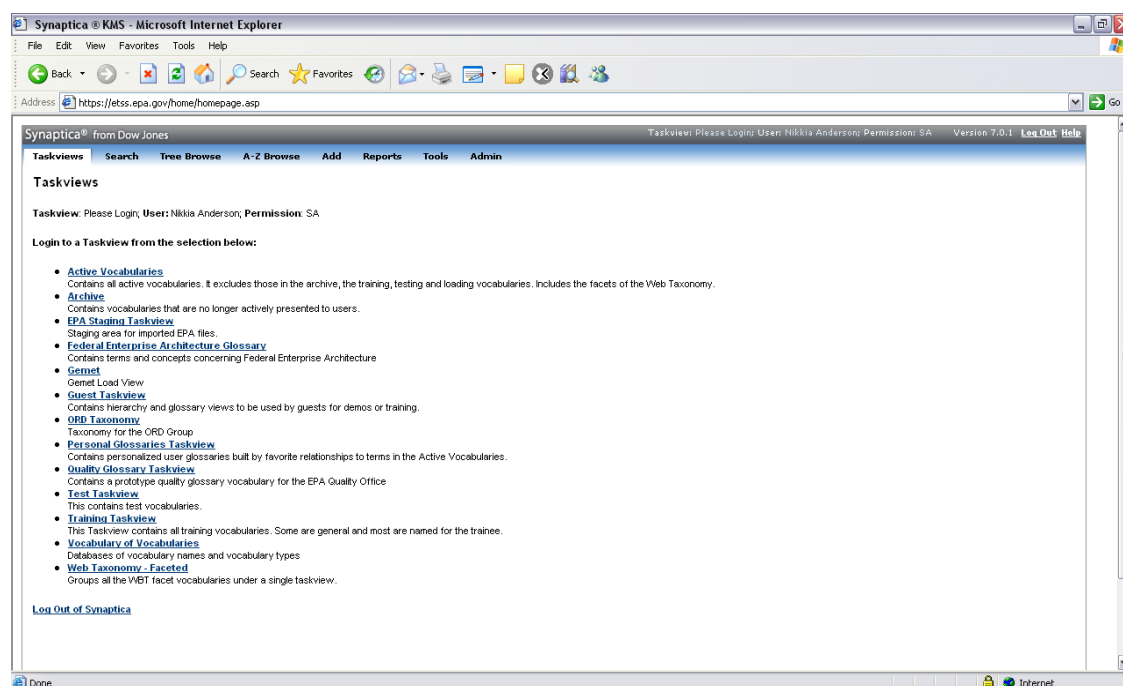 Synaptica ® KMS - Microsoft Internet Explorer
File Edit View Favorites Tools Help
Back Search Favorites
Address https://etss.epa.gov/home/homepage.asp Go
Synaptica® from Dow Jones Taskview: Please Login; User: Nikkia Anderson; Permission: SA Version 7.0.1 Log Out Help
Taskviews Search Tree Browse A-Z Browse Add Reports Tools Admin
Taskviews
Taskview: Please Login; User: Nikkia Anderson; Permission: SA
Login to a Taskview from the selection below:
Active Vocabularies
Contains all active vocabularies. It excludes those in the archive, the training, testing and loading vocabularies. Includes the facets of the Web Taxonomy.
Archive
Contains vocabularies that are no longer actively presented to users.
EPA Staging Taskview
Staging area for imported EPA files.
Federal Enterprise Architecture Glossary
Contains terms and concepts concerning Federal Enterprise Architecture
Gemet
Gemet Load View
Guest Taskview
Contains hierarchy and glossary views to be used by guests for demos or training.
ORD Taxonomy
Taxonomy for the ORD Group
Personal Glossaries Taskview
Contains personalized user glossaries built by favorite relationships to terms in the Active Vocabularies.
Quality Glossary Taskview
Contains a prototype quality glossary vocabulary for the EPA Quality Office
Test Taskview
This contains test vocabularies.
Training Taskview
This Taskview contains all training vocabularies. Some are general and most are named for the trainee.
Vocabulary of Vocabularies
Databases of vocabulary names and vocabulary types
Web Taxonomy - Faceted
Groups all the WBT facet vocabularies under a single taskview.
Log Out of Synaptica
Done Internet